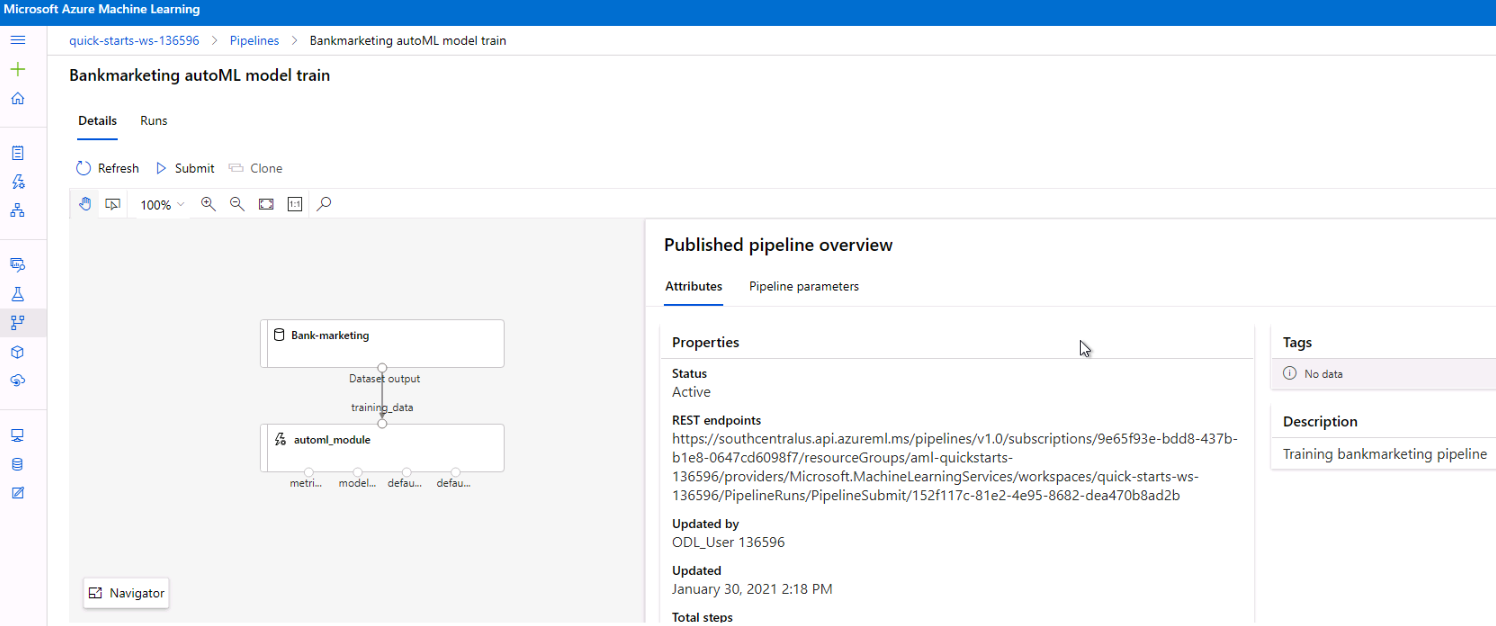 Microsoft Azure Machine Learning
quick-starts-ws-136596 > Pipelines > Bankmarketing autoML model train
Bankmarketing autoML model train
Details Runs
Refresh Submit Clone
100% 1:1
Bank-marketing
Dataset output
training_data
automl_module
metri... model... defau... defau...
Navigator
Published pipeline overview
Attributes Pipeline parameters
Properties
Status
Active
REST endpoints
https://southcentralus.api.azureml.ms/pipelines/v1.0/subscriptions/9e65f93e-bdd8-437b-
b1e8-0647cd6098f7/resourceGroups/aml-quickstarts-
136596/providers/Microsoft.MachineLearningServices/workspaces/quick-starts-ws-
136596/PipelineRuns/PipelineSubmit/152f117c-81e2-4e95-8682-dea470b8ad2b
Updated by
ODL_User 136596
Updated
January 30, 2021 2:18 PM
Total steps
Tags
No data
Description
Training bankmarketing pipeline